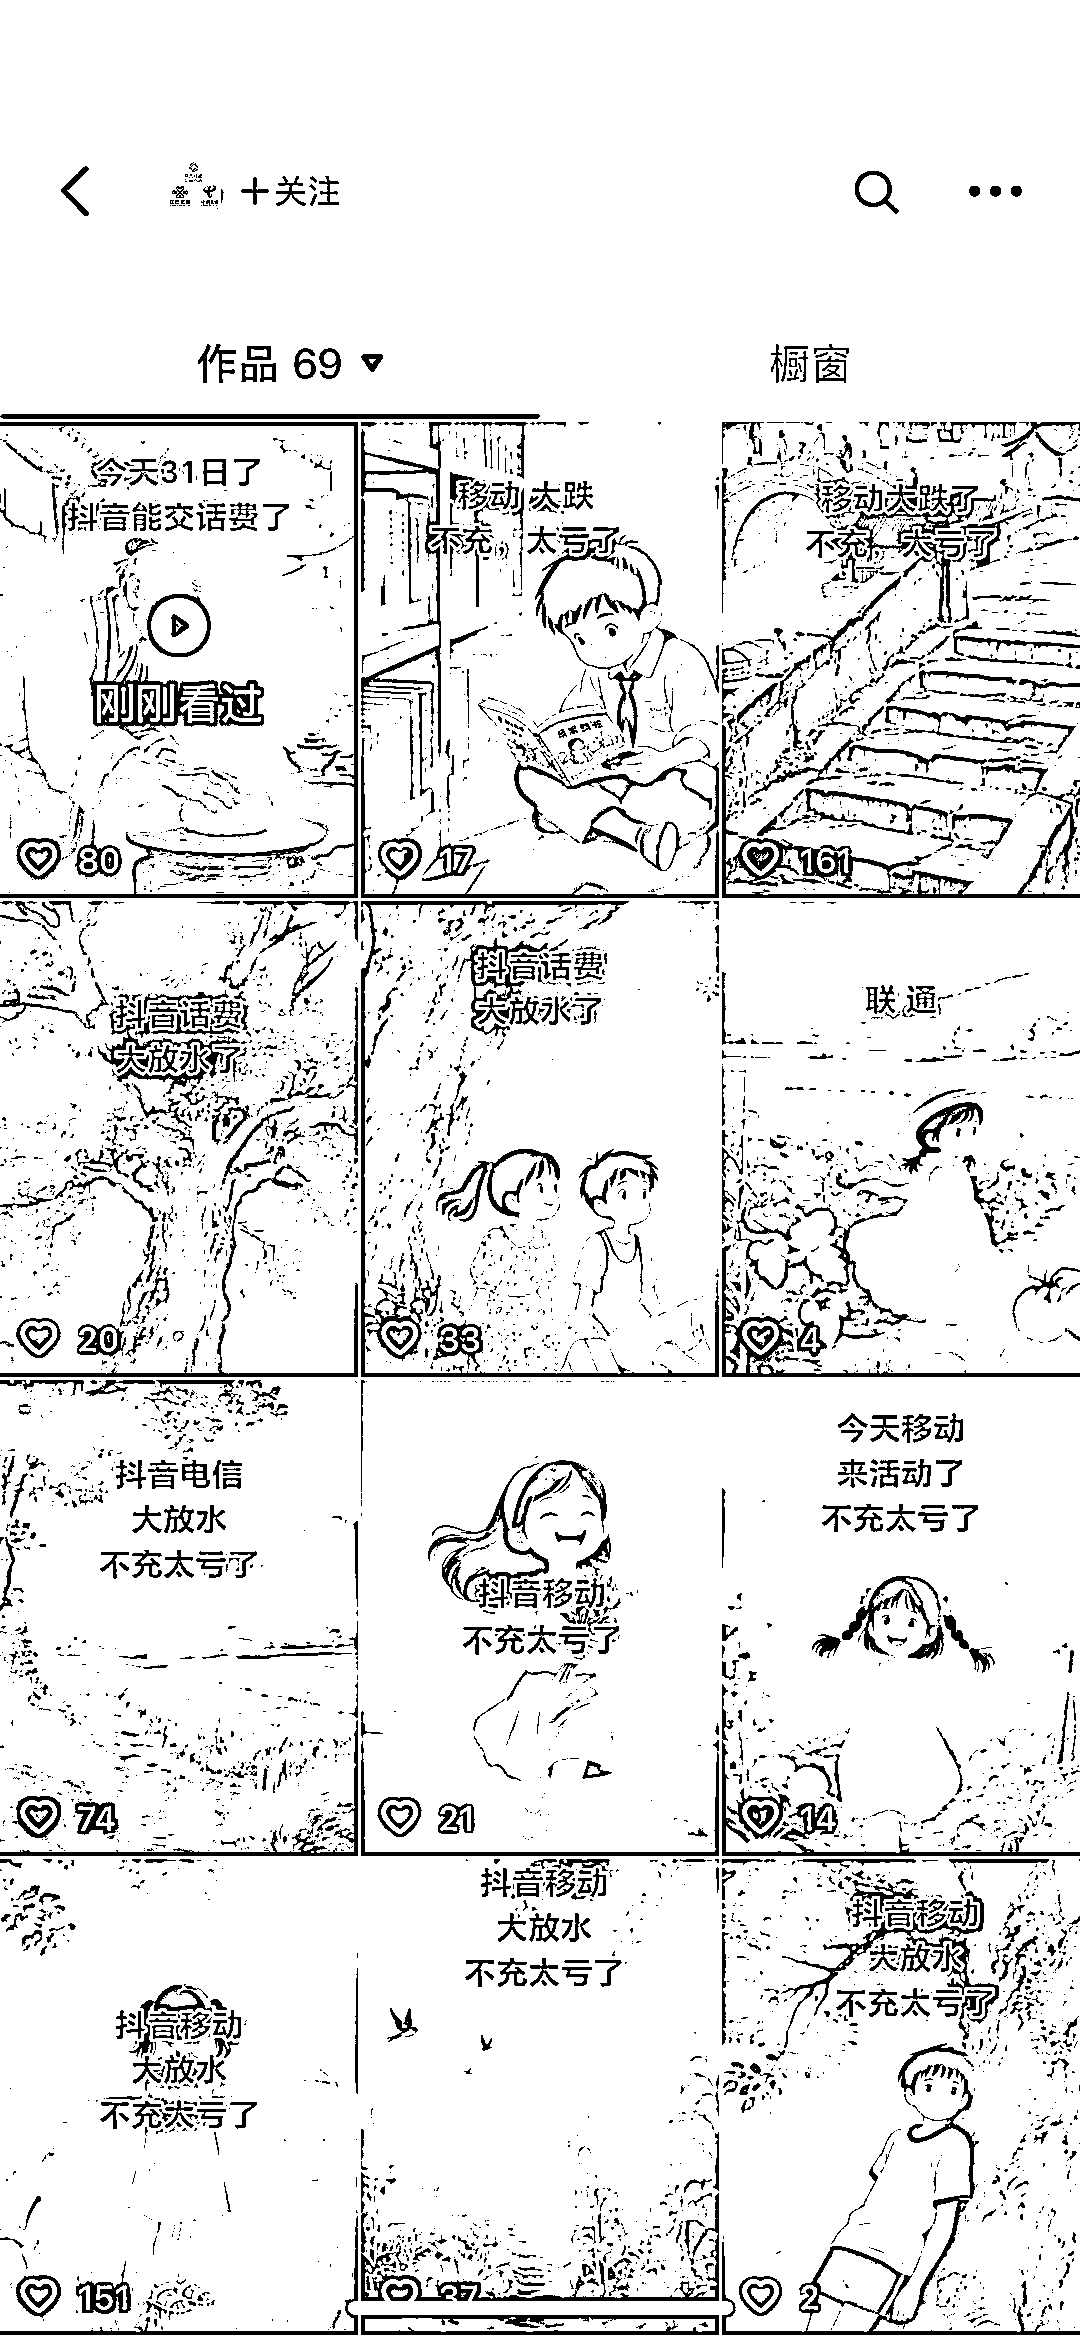 +关注
作品 69
橱窗
今天31日了
抖音能交话费了
刚刚看过
80
移动 大跌
不充 太亏了
17
移动大跌了
不充 太亏了
161
抖音话费
大放水了
20
抖音话费
大放水了
33
联通
4
抖音电信
大放水
不充太亏了
74
抖音移动
不充太亏了
21
今天移动
来活动了
不充太亏了
14
抖音移动
大放水
不充太亏了
151
抖音移动
大放水
不充太亏了
37
抖音移动
大放水
不充太亏了
2